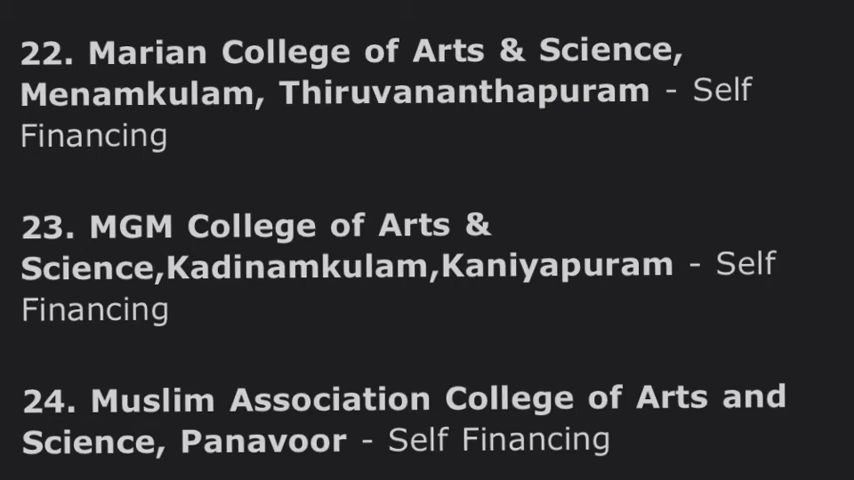 22. Marian College of Arts & Science,
Menamkulam, Thiruvananthapuram - Self
Financing
23. MGM College of Arts &
Science,Kadinamkulam,Kaniyapuram - Self
Financing
24. Muslim Association College of Arts and
Science, Panavoor - Self Financing